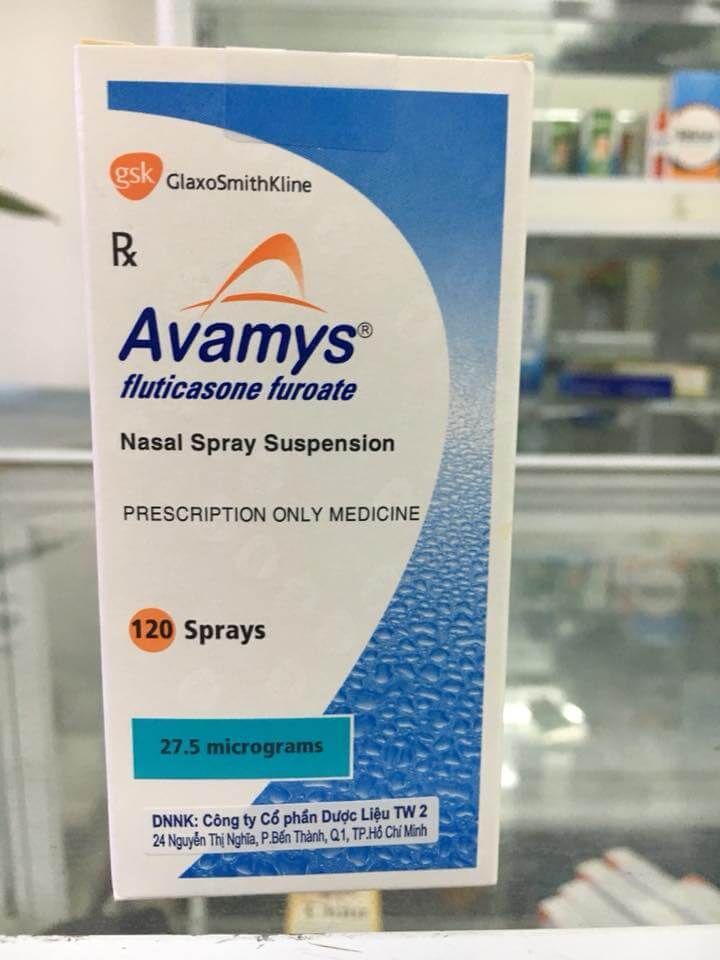 gsk GlaxoSmithKline
Rx
Avamys®
fluticasone furoate
Nasal Spray Suspension
PRESCRIPTION ONLY MEDICINE
120 Sprays
27.5 micrograms
DNNK: Công ty Cổ phần Dược Liệu TW 2
24 Nguyễn Thị Nghĩa, P.Bến Thành, Q1, TP.Hồ Chí Minh